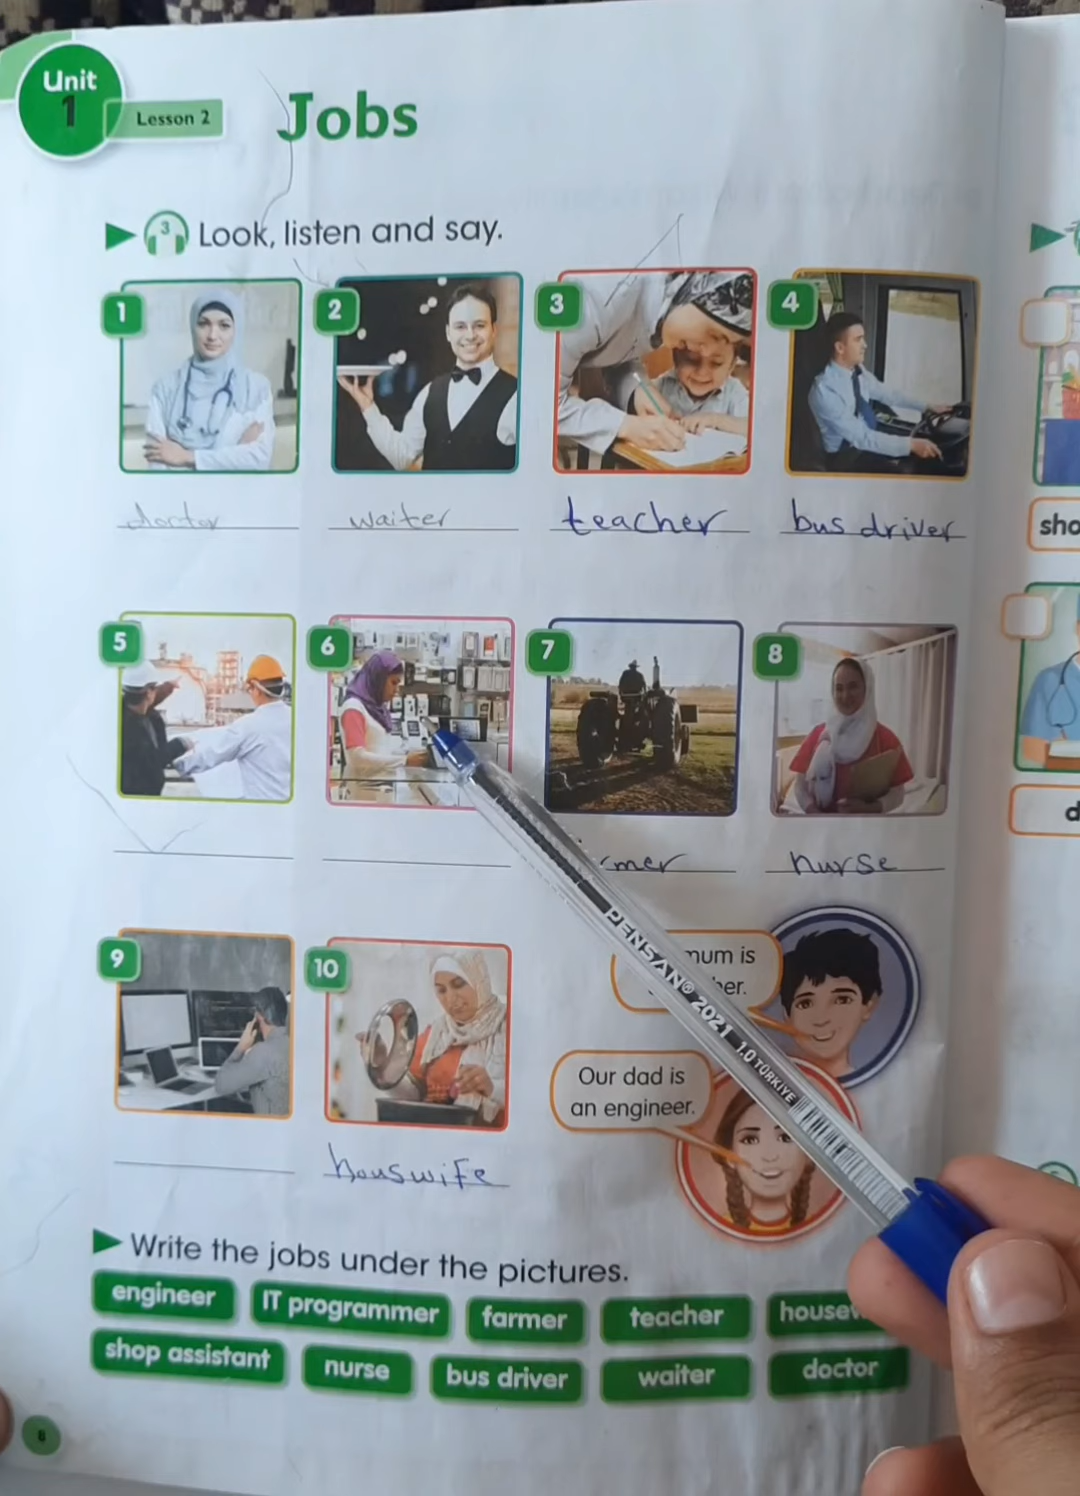 Unit
1
Lesson 2
Jobs
3
Look, listen and say.
1
2
3
4
doctor
waiter
teacher
bus driver
5
6
7
8
nurse
9
10
mum is
Our dad is
an engineer.
houswife
Write the jobs under the pictures.
engineer
IT programmer
farmer
teacher
shop assistant
nurse
bus driver
waiter
doctor
8
PENSAN® 2021 1.0 TÜRKİYE